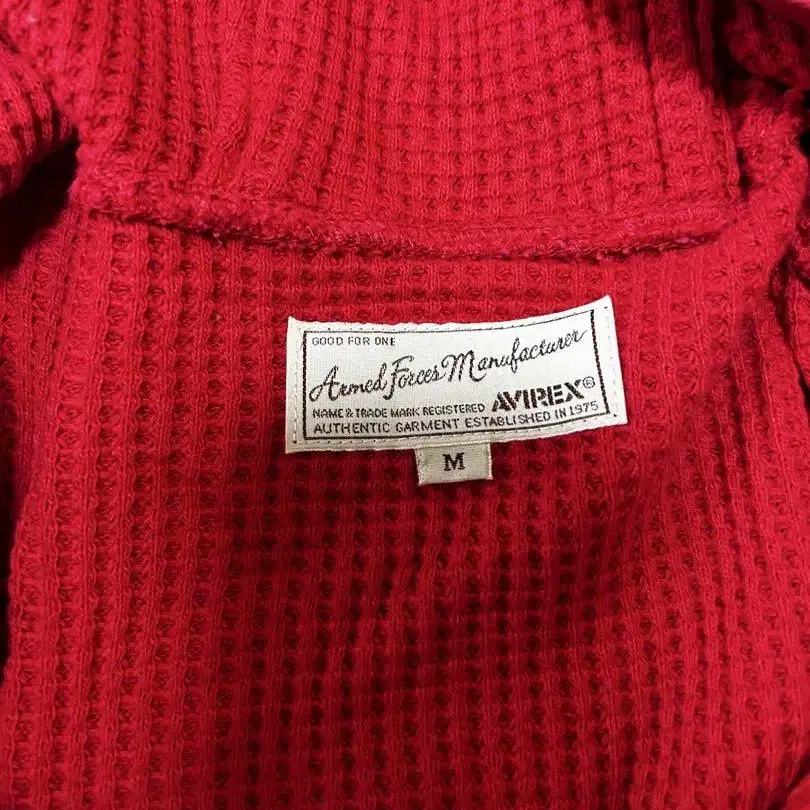 GOOD FOR ONE
Armed Forces Manufacturer
NAME & TRADE MARK REGISTERED AVIREX®
AUTHENTIC GARMENT ESTABLISHED IN 1975
M